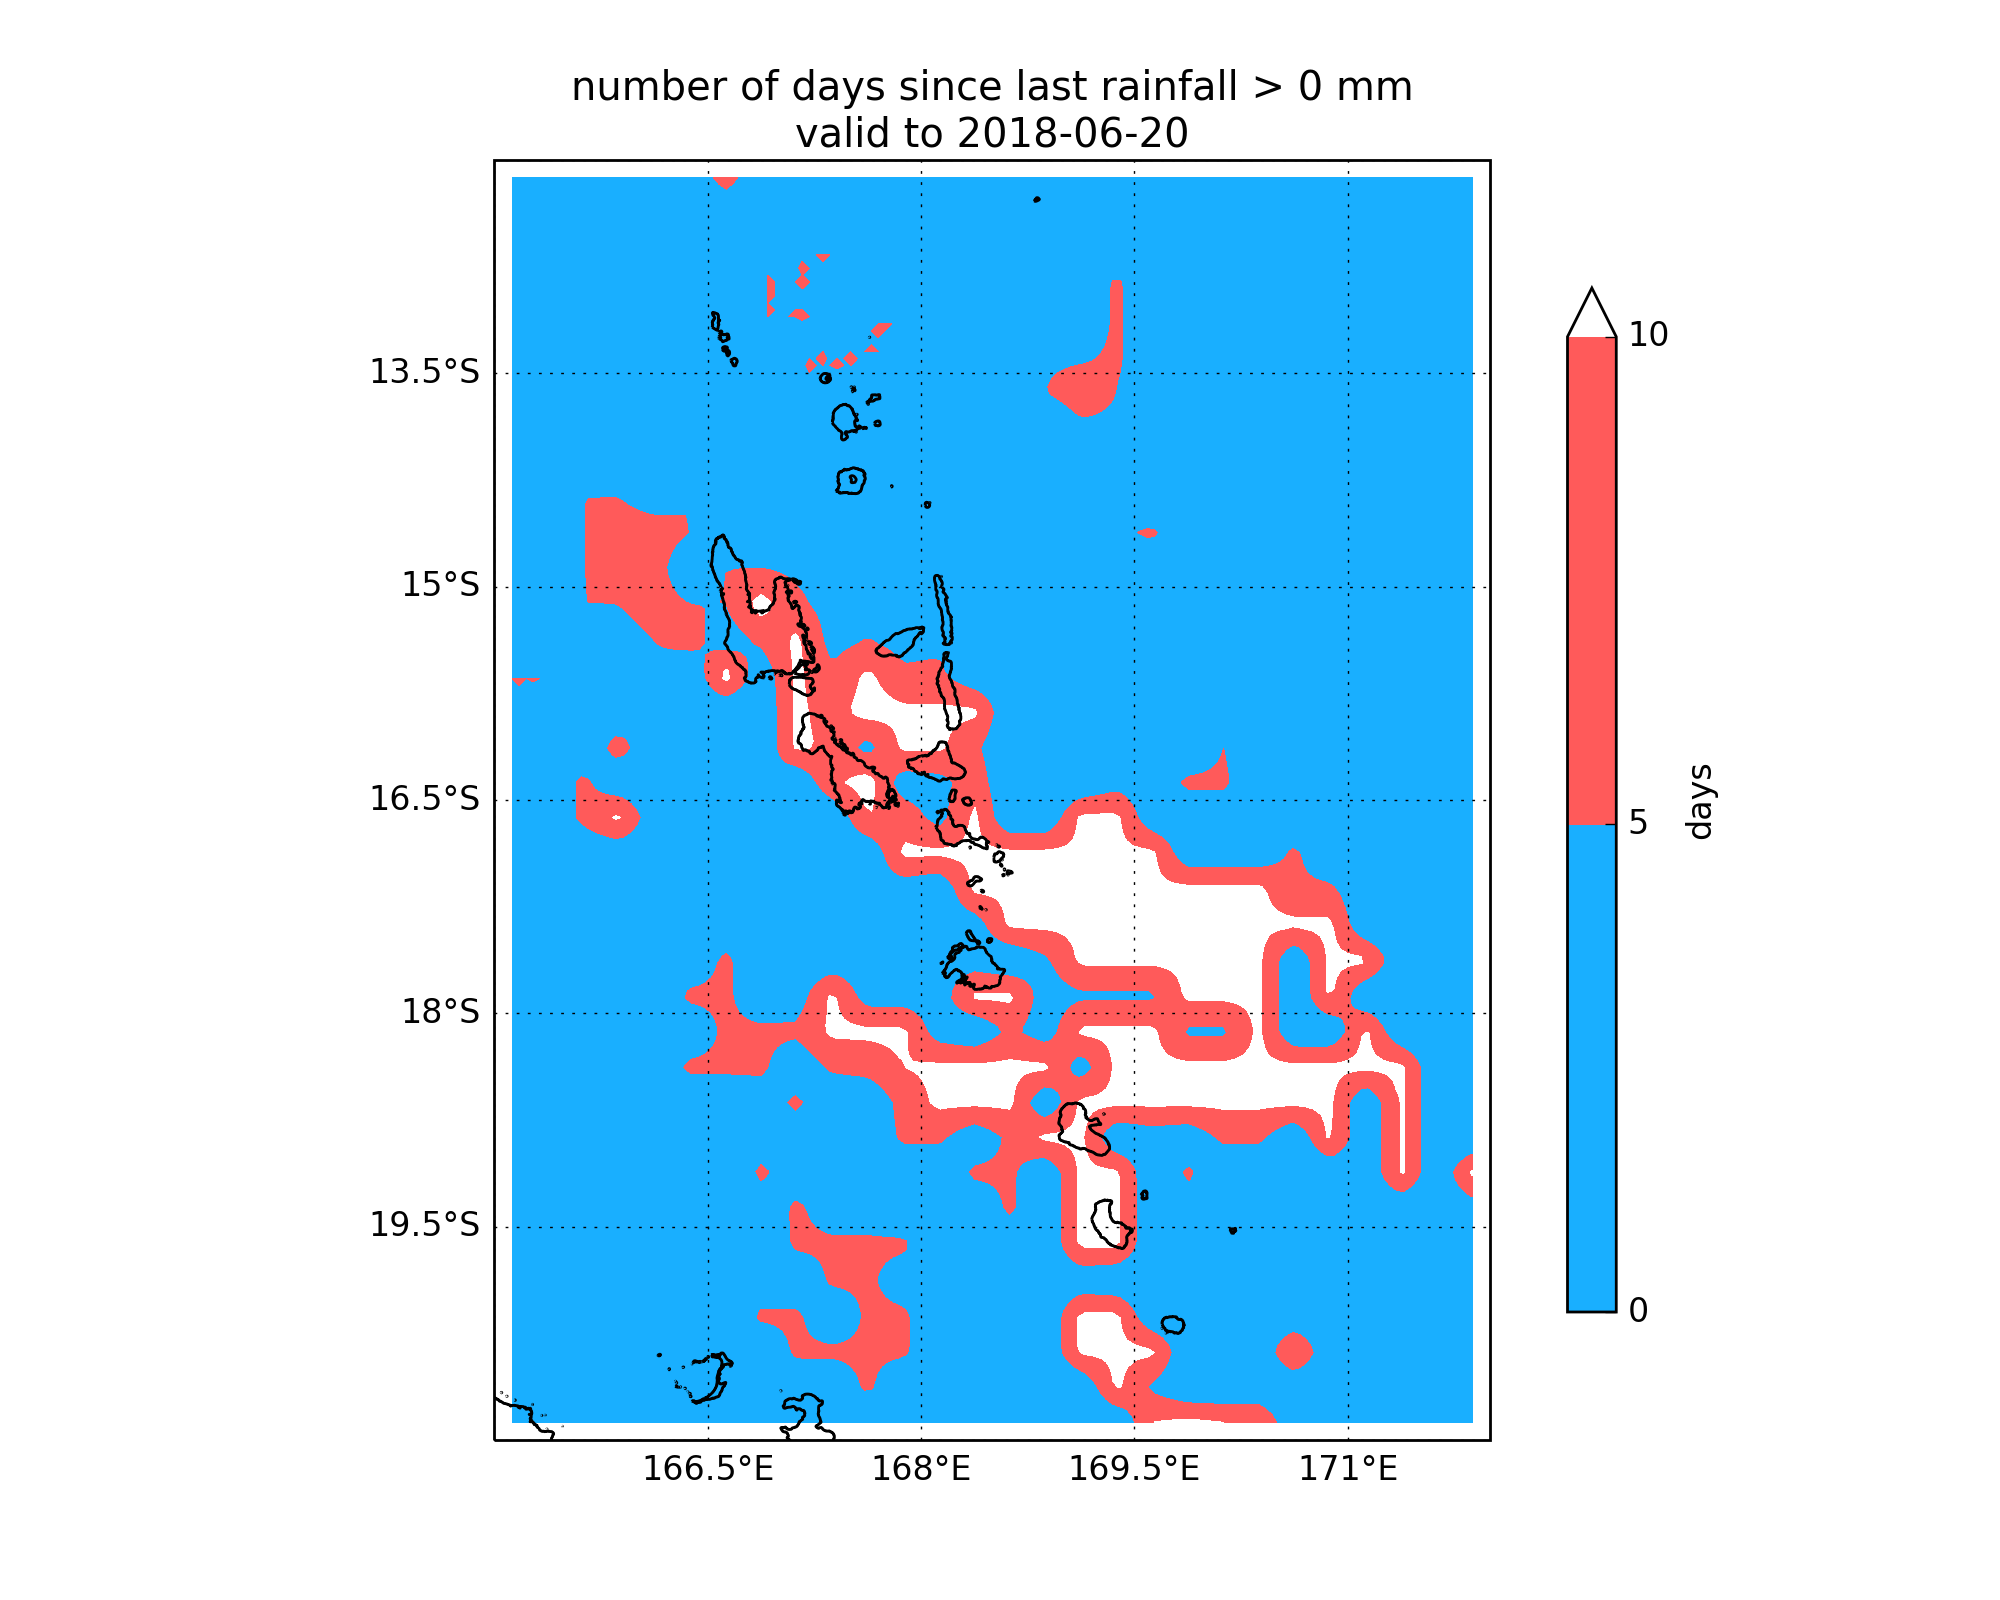 number of days since last rainfall > 0 mm
valid to 2018-06-20
13.5°S
15°S
16.5°S
18°S
19.5°S
166.5°E
168°E
169.5°E
171°E
10
5
0
days